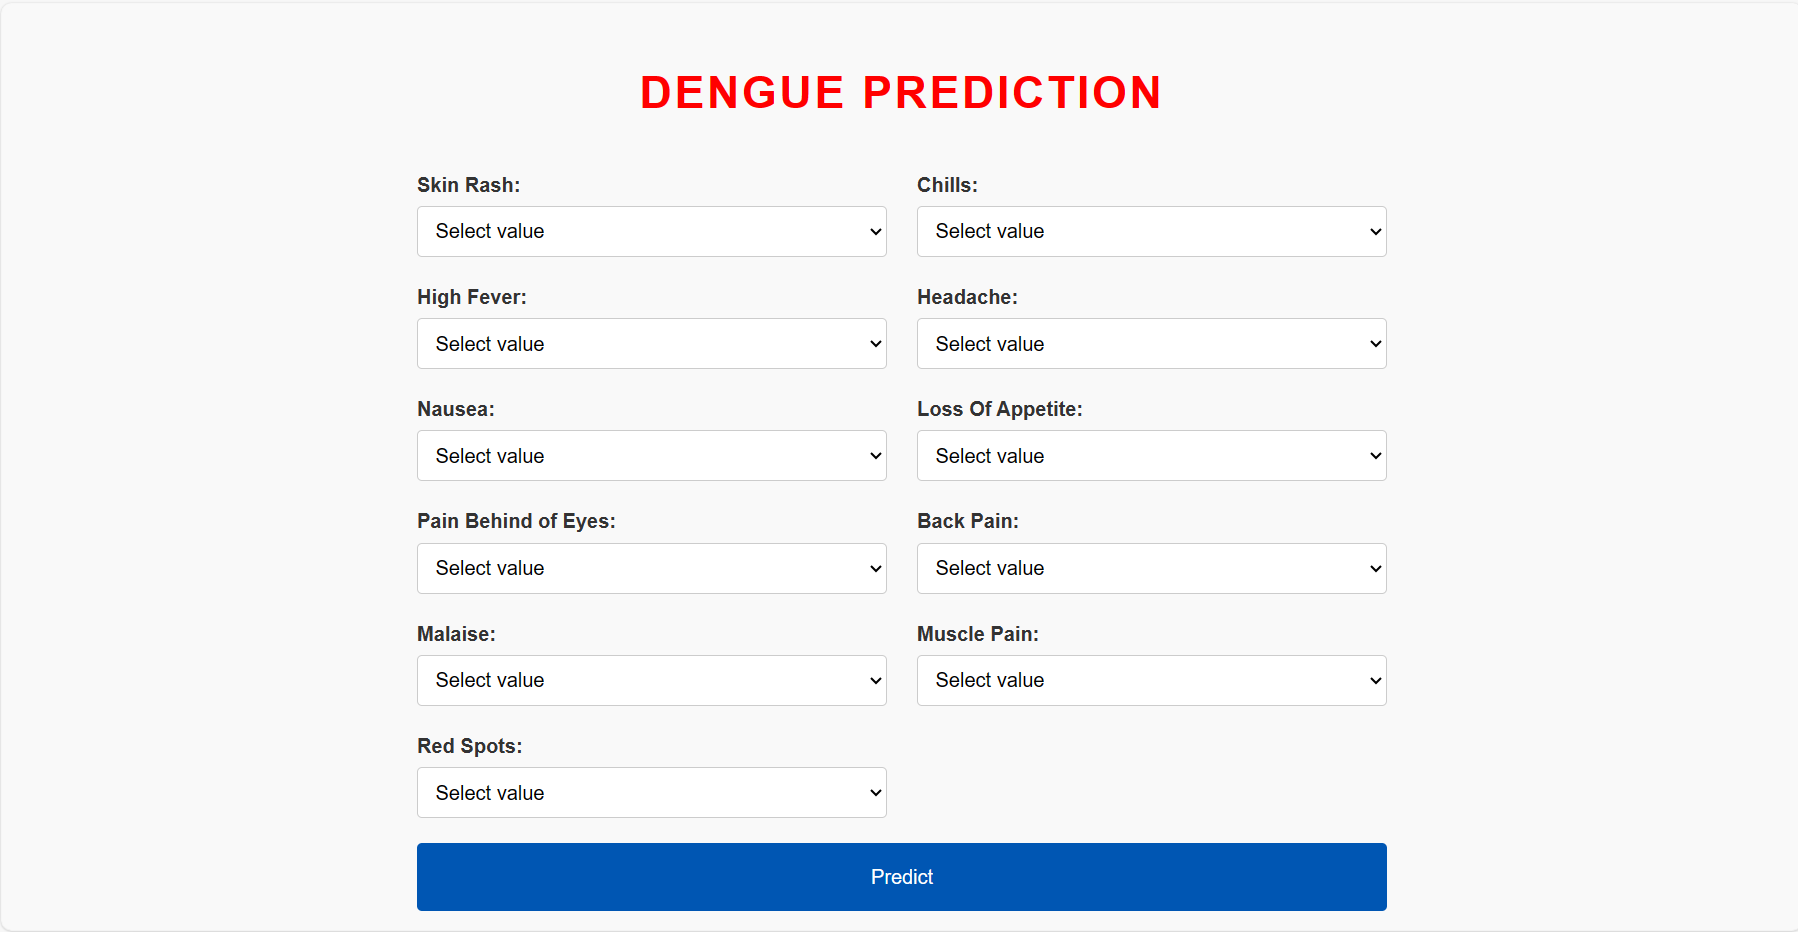 DENGUE PREDICTION
Skin Rash:
Chills:
Select value
Select value
High Fever:
Headache:
Select value
Select value
Nausea:
Loss Of Appetite:
Select value
Select value
Pain Behind of Eyes:
Back Pain:
Select value
Select value
Malaise:
Muscle Pain:
Select value
Select value
Red Spots:
Select value
Predict